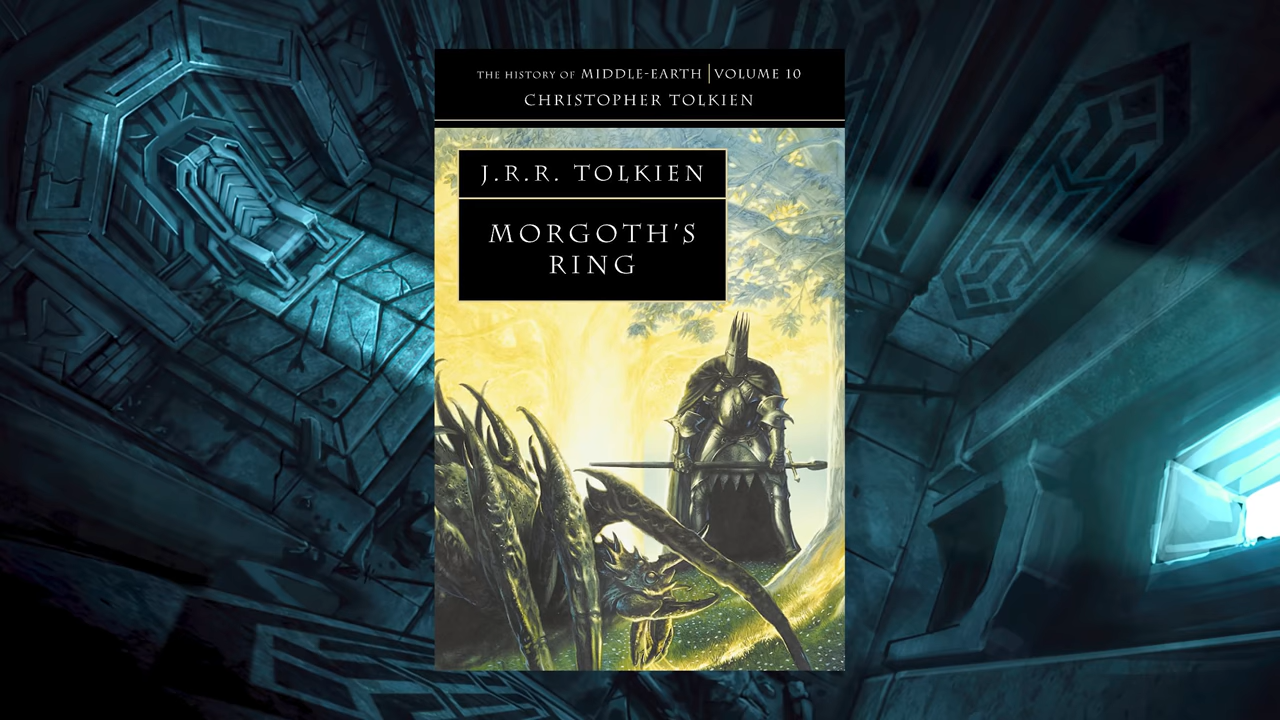 THE HISTORY OF MIDDLE-EARTH | VOLUME 10
CHRISTOPHER TOLKIEN
J.R.R. TOLKIEN
MORGOTH'S
RING